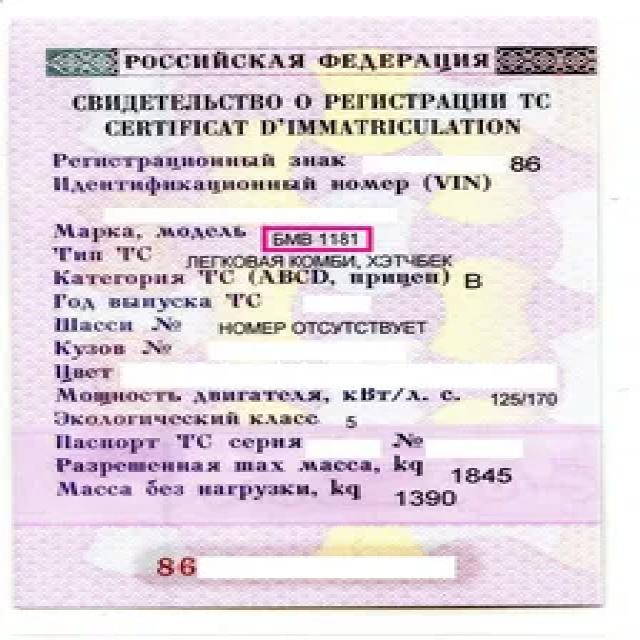 РОССИЙСКАЯ ФЕДЕРАЦИЯ
СВИДЕТЕЛЬСТВО О РЕГИСТРАЦИИ ТС
CERTIFICAT D'IMMATRICULATION
Регистрационный знак 86
Идентификационный номер (VIN)
Марка, модель БМВ 118I
Тип ТС ЛЕГКОВАЯ КОМБИ, ХЭТЧБЕК
Категория ТС (ABCD, прицеп) B
Год выпуска ТС
Шасси № НОМЕР ОТСУТСТВУЕТ
Кузов №
Цвет
Мощность двигателя, кВт/л. с. 125/170
Экологический класс 5
Паспорт ТС серия №
Разрешенная max масса, kg 1845
Масса без нагрузки, kg 1390
86